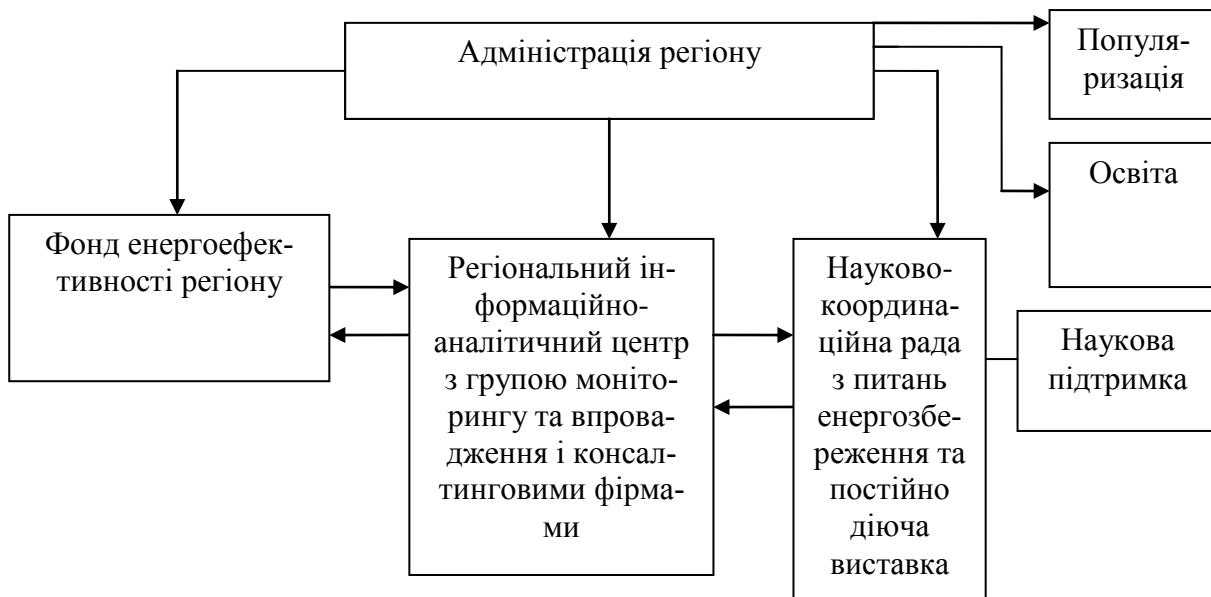 Адміністрація регіону
Популя-
ризація
Освіта
Фонд енергоефек-
тивності регіону
Регіональний ін-
формаційно-
аналітичний центр
з групою моніто-
рингу та впрова-
дження і консал-
тинговими фірма-
ми
Науково-
координа-
ційна рада
з питань
енергозбе-
реження та
постійно
діюча
виставка
Наукова
підтримка